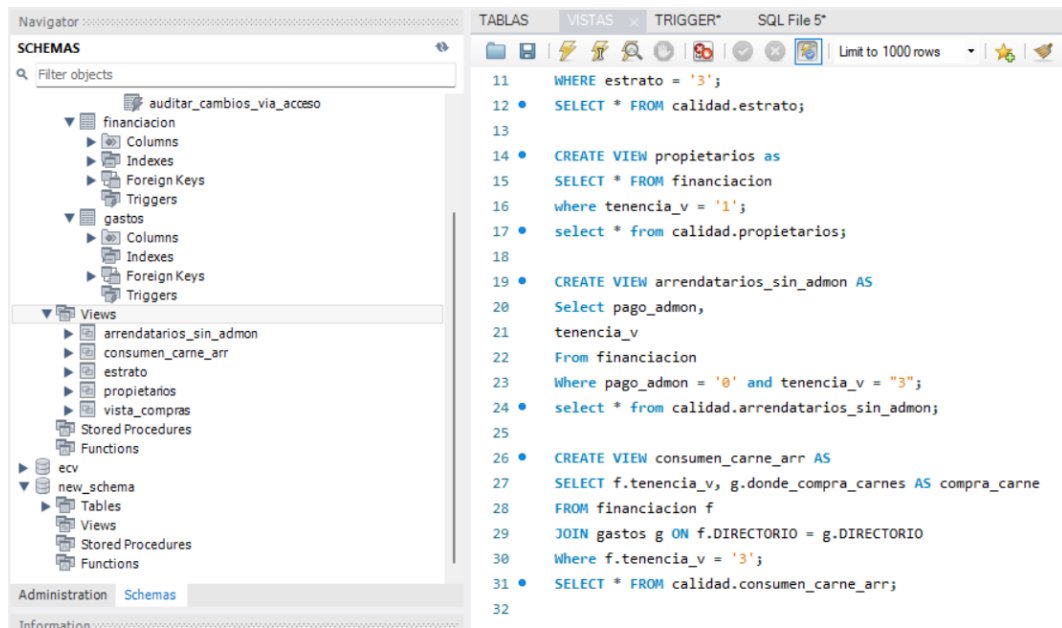 Navigator
SCHEMAS
Filter objects
auditar_cambios_via_acceso
financiacion
Columns
Indexes
Foreign Keys
Triggers
gastos
Columns
Indexes
Foreign Keys
Triggers
Views
arrendatarios_sin_admon
consumen_carne_arr
estrato
propietarios
vista_compras
Stored Procedures
Functions
ecv
new_schema
Tables
Views
Stored Procedures
Functions
Administration Schemas
Information
TABLAS VISTAS TRIGGER* SQL File 5*
Limit to 1000 rows
11 WHERE estrato = '3';
12 SELECT * FROM calidad.estrato;
13
14 CREATE VIEW propietarios as
15 SELECT * FROM financiacion
16 where tenencia_v = '1';
17 select * from calidad.propietarios;
18
19 CREATE VIEW arrendatarios_sin_admon AS
20 Select pago_admon,
21 tenencia_v
22 From financiacion
23 Where pago_admon = '0' and tenencia_v = "3";
24 select * from calidad.arrendatarios_sin_admon;
25
26 CREATE VIEW consumen_carne_arr AS
27 SELECT f.tenencia_v, g.donde_compra_carnes AS compra_carne
28 FROM financiacion f
29 JOIN gastos g ON f.DIRECTORIO = g.DIRECTORIO
30 Where f.tenencia_v = '3';
31 SELECT * FROM calidad.consumen_carne_arr;
32